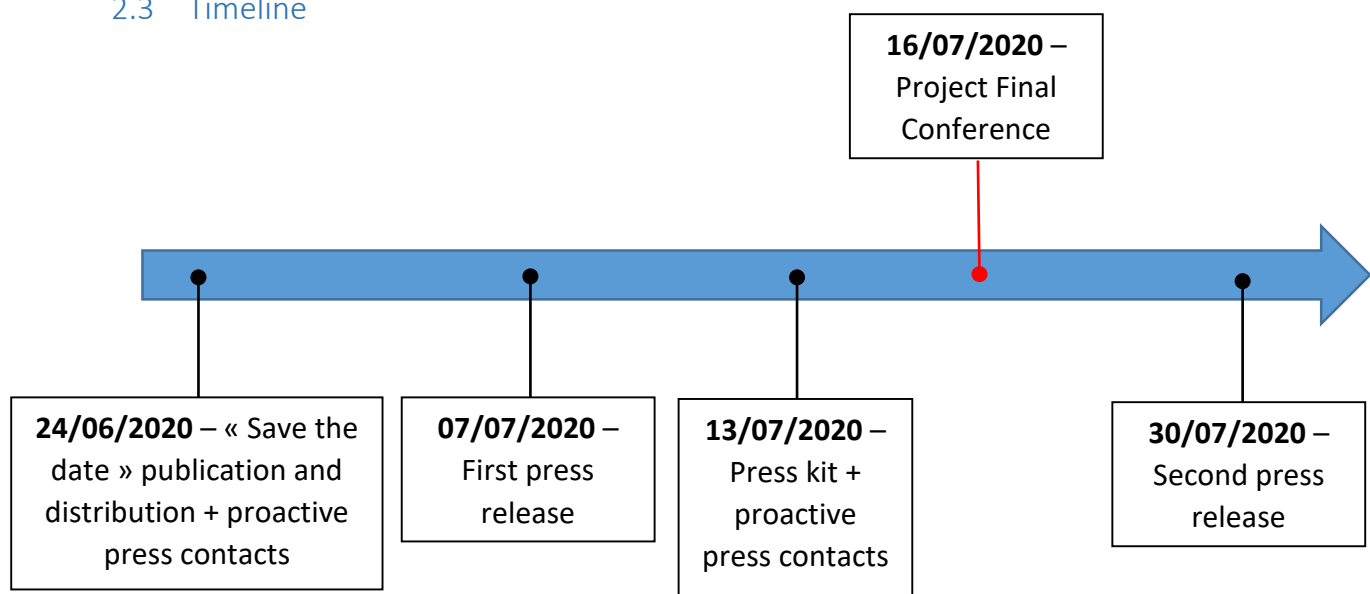 2.3 Timeline
16/07/2020 –
Project Final
Conference
24/06/2020 – « Save the
date » publication and
distribution + proactive
press contacts
07/07/2020 –
First press
release
13/07/2020 –
Press kit +
proactive
press contacts
30/07/2020 –
Second press
release